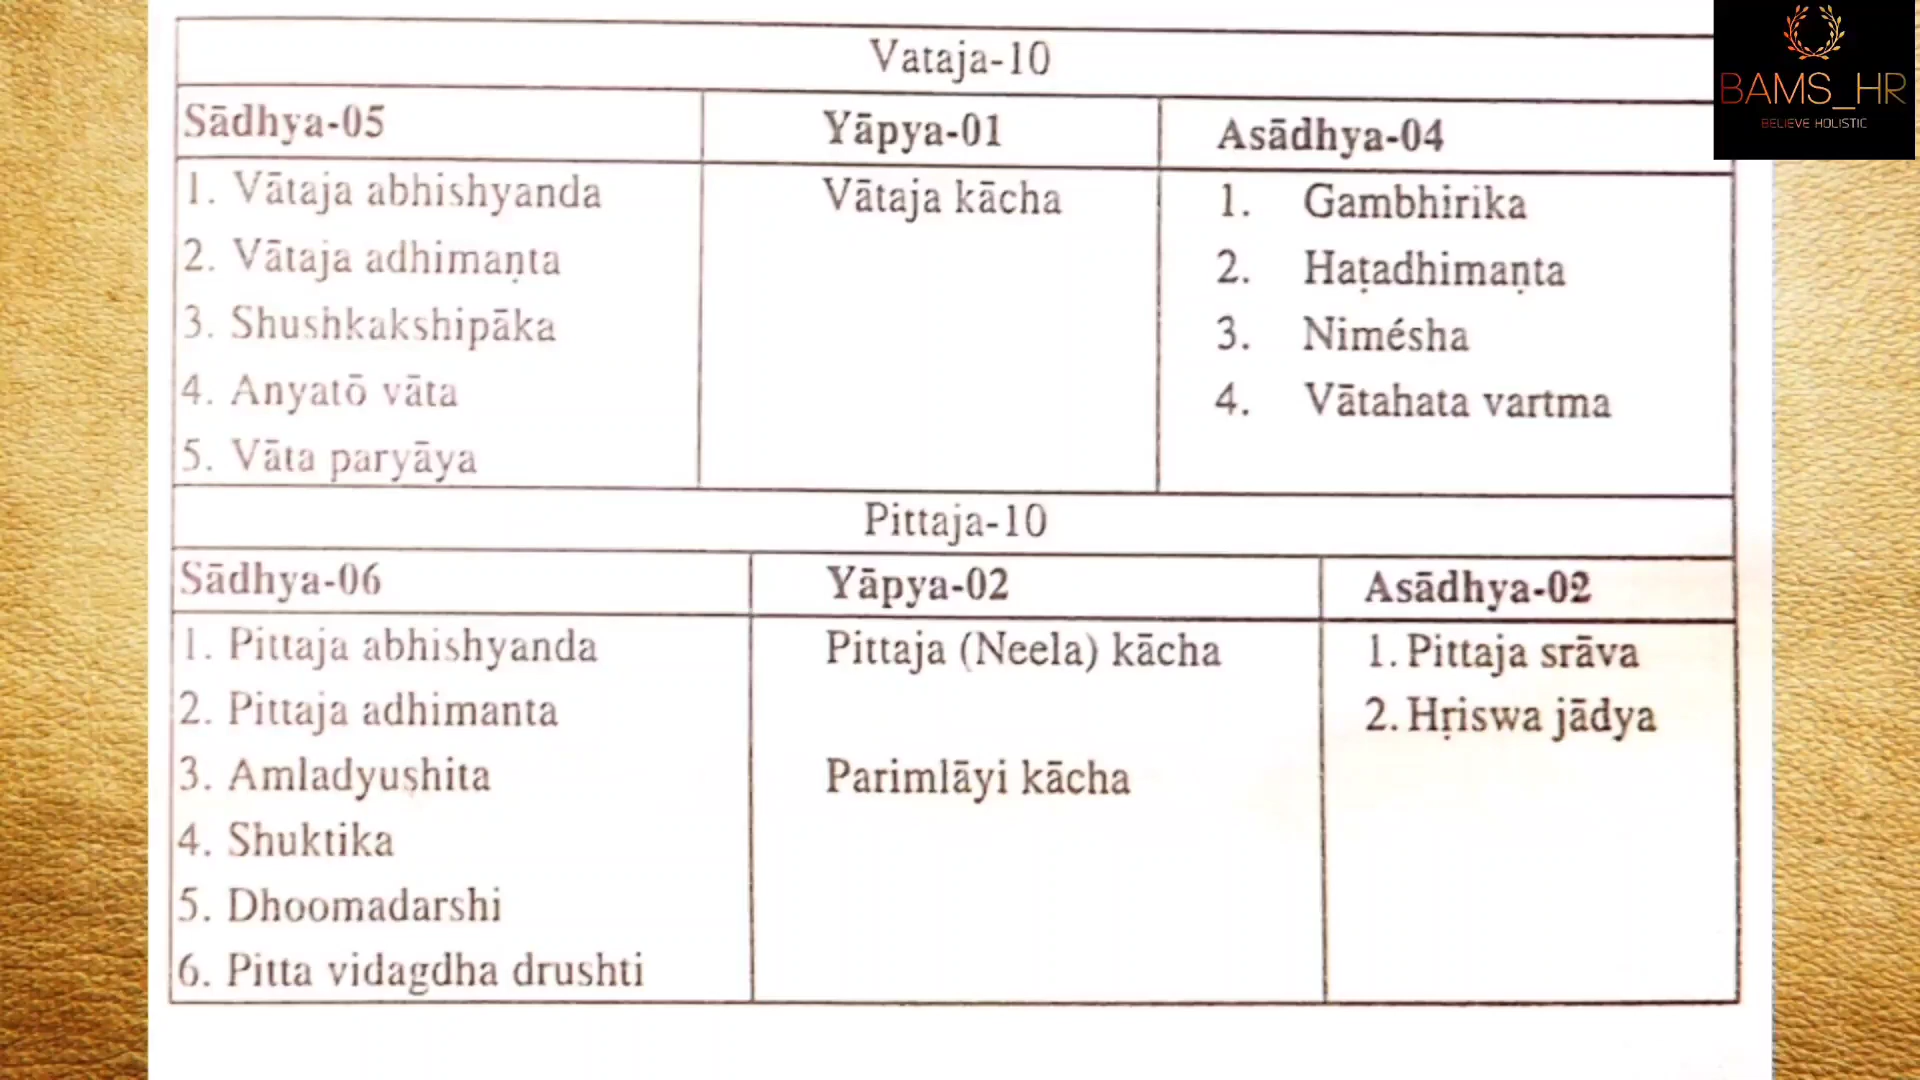 BAMS_HR
BELIEVE HOLISTIC
Vataja-10
Sādhya-05 Yāpya-01 Asādhya-04
1. Vātaja abhishyanda Vātaja kācha 1. Gambhirika
2. Vātaja adhimaṇta 2. Haṭadhimaṇta
3. Shushkakshipāka 3. Nimésha
4. Anyatō vāta 4. Vātahata vartma
5. Vāta paryāya
Pittaja-10
Sādhya-06 Yāpya-02 Asādhya-02
1. Pittaja abhishyanda Pittaja (Neela) kācha 1. Pittaja srāva
2. Pittaja adhimanta 2. Hṛiswa jādya
3. Amladyuṣhita Parimlāyi kācha
4. Shuktika
5. Dhoomadarshi
6. Pitta vidagdha drushti